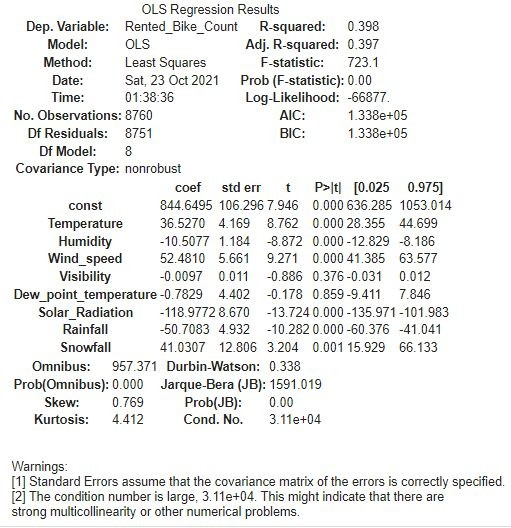 OLS Regression Results
Dep. Variable: Rented_Bike_Count R-squared: 0.398
Model: OLS Adj. R-squared: 0.397
Method: Least Squares F-statistic: 723.1
Date: Sat, 23 Oct 2021 Prob (F-statistic): 0.00
Time: 01:38:36 Log-Likelihood: -66877.
No. Observations: 8760 AIC: 1.338e+05
Df Residuals: 8751 BIC: 1.338e+05
Df Model: 8
Covariance Type: nonrobust
coef std err t P>|t| [0.025 0.975]
const 844.6495 106.296 7.946 0.000 636.285 1053.014
Temperature 36.5270 4.169 8.762 0.000 28.355 44.699
Humidity -10.5077 1.184 -8.872 0.000 -12.829 -8.186
Wind_speed 52.4810 5.661 9.271 0.000 41.385 63.577
Visibility -0.0097 0.011 -0.886 0.376 -0.031 0.012
Dew_point_temperature -0.7829 4.402 -0.178 0.859 -9.411 7.846
Solar_Radiation -118.9772 8.670 -13.724 0.000 -135.971 -101.983
Rainfall -50.7083 4.932 -10.282 0.000 -60.376 -41.041
Snowfall 41.0307 12.806 3.204 0.001 15.929 66.133
Omnibus: 957.371 Durbin-Watson: 0.338
Prob(Omnibus): 0.000 Jarque-Bera (JB): 1591.019
Skew: 0.769 Prob(JB): 0.00
Kurtosis: 4.412 Cond. No. 3.11e+04
Warnings:
[1] Standard Errors assume that the covariance matrix of the errors is correctly specified.
[2] The condition number is large, 3.11e+04. This might indicate that there are
strong multicollinearity or other numerical problems.